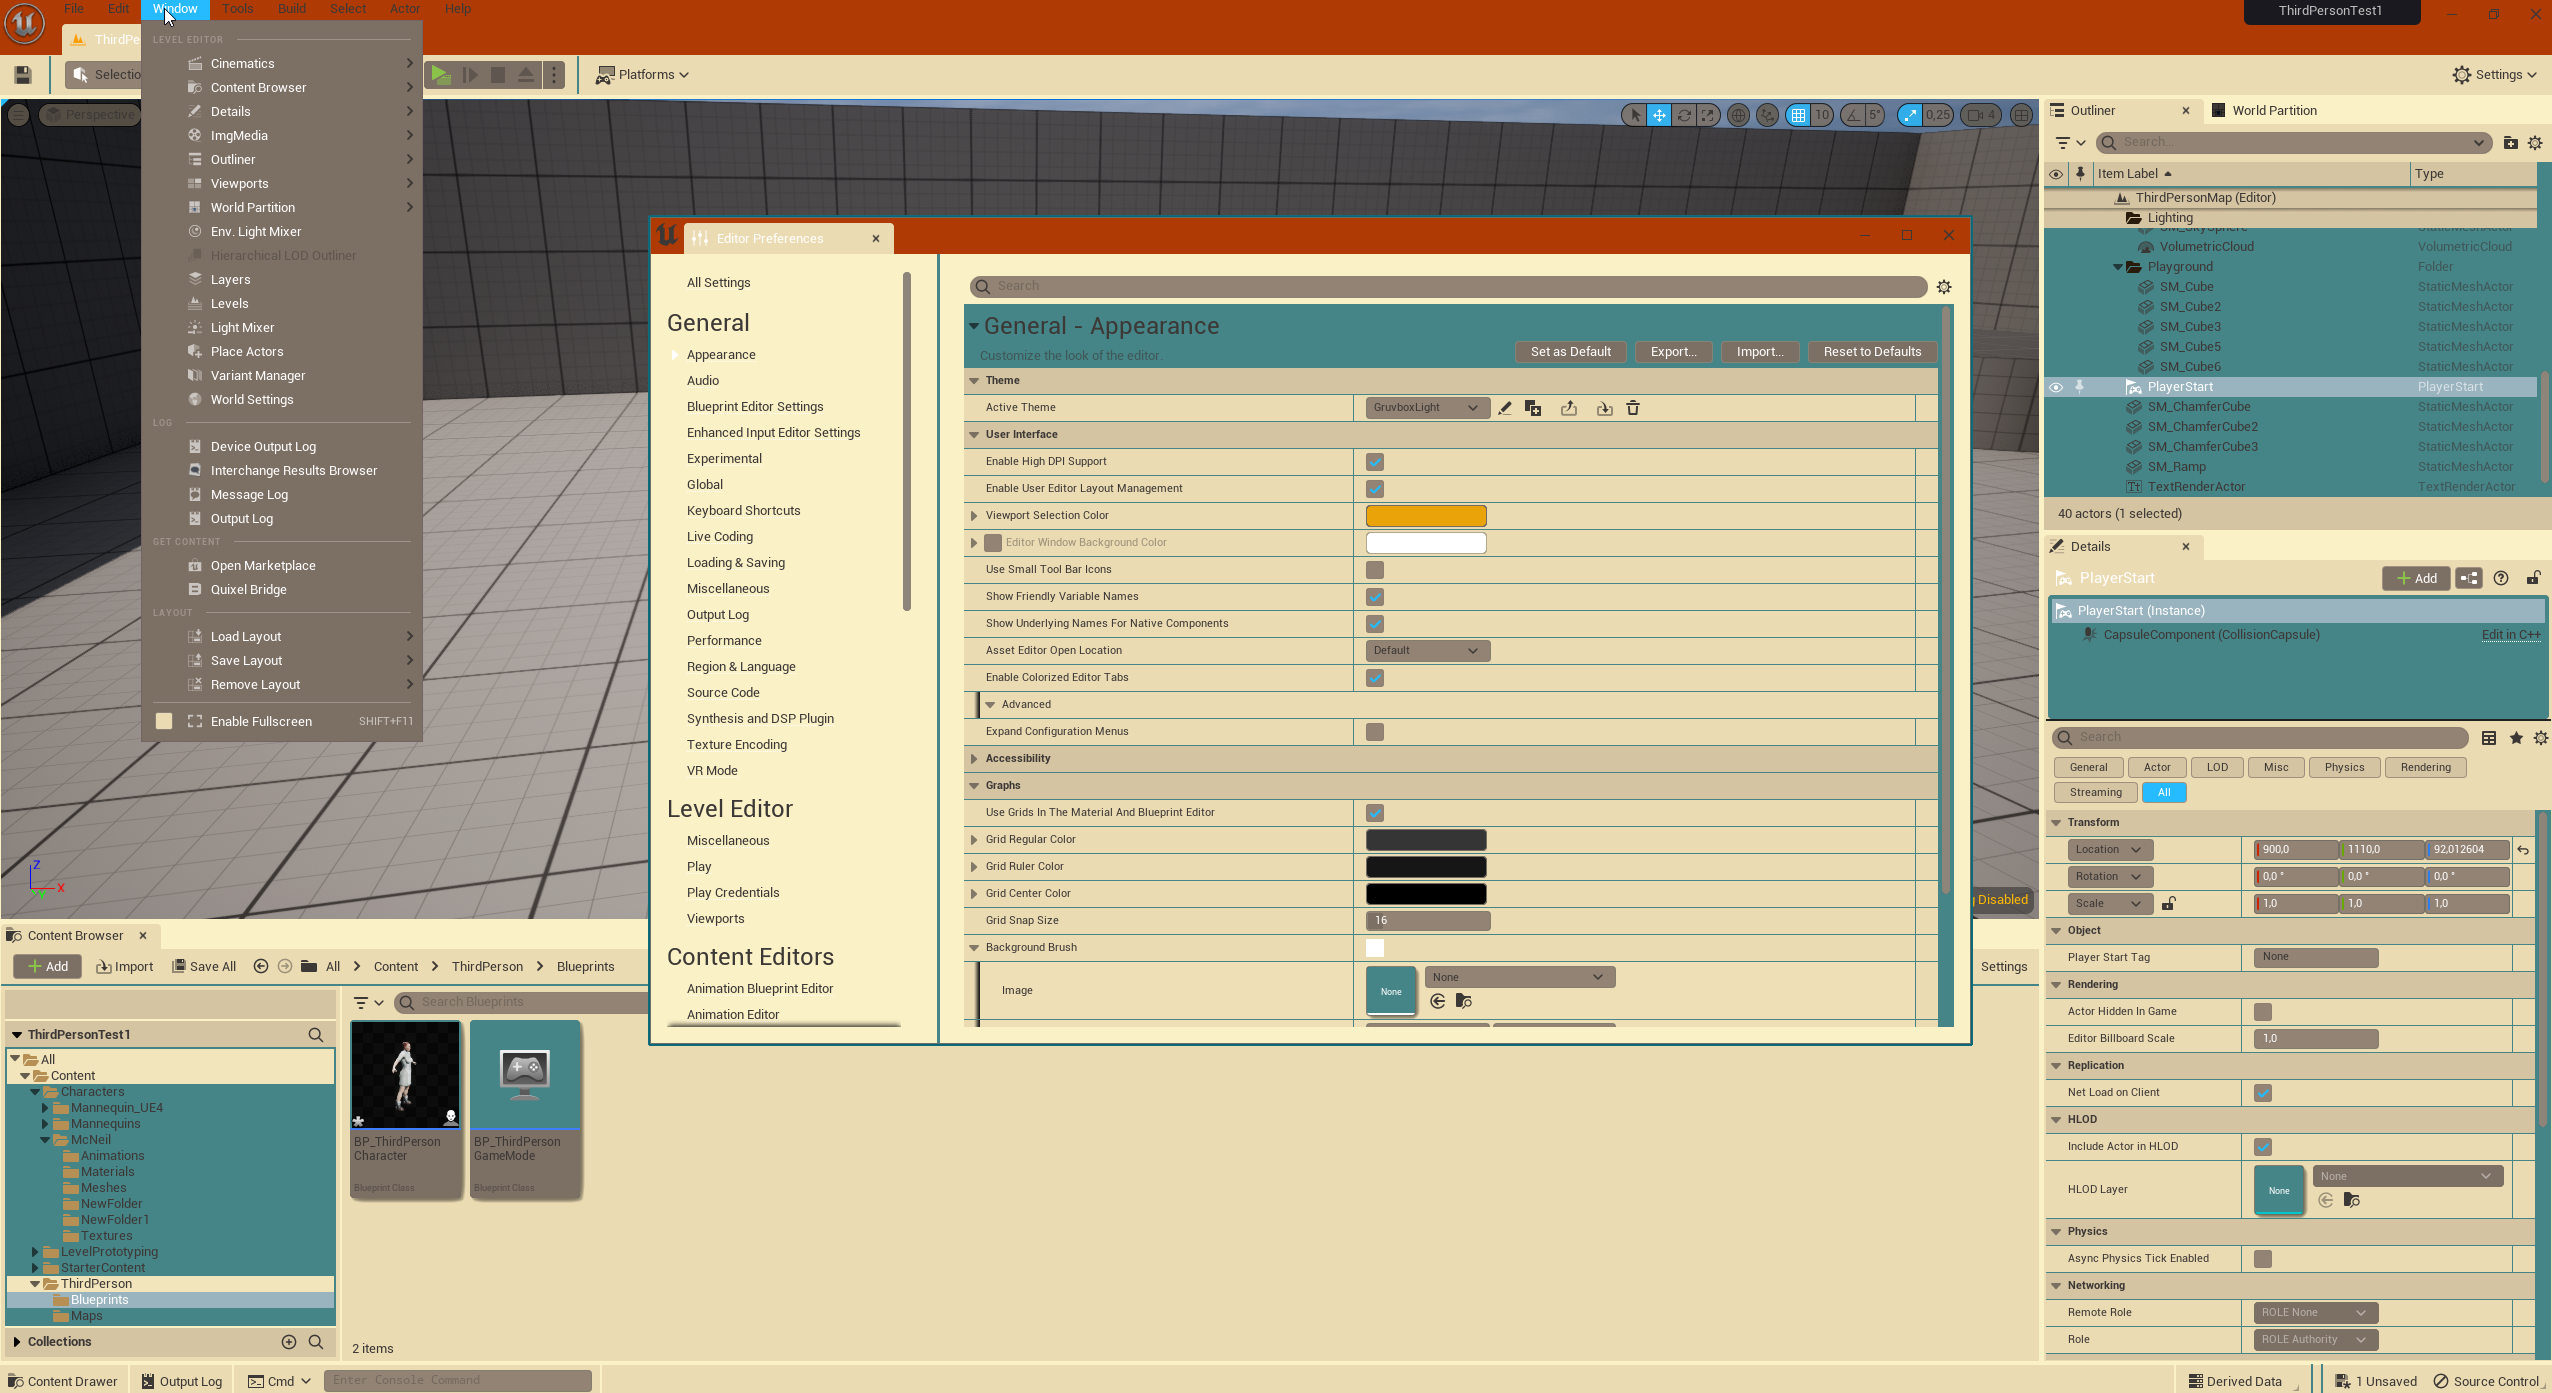 File Edit Window Tools Build Select Actor Help
ThirdPersonTest1
ThirdPe
Selectio
Platforms
Settings
LEVEL EDITOR
Cinematics
Content Browser
Details
ImgMedia
Outliner
Viewports
World Partition
Env. Light Mixer
Hierarchical LOD Outliner
Layers
Levels
Light Mixer
Place Actors
Variant Manager
World Settings
LOG
Device Output Log
Interchange Results Browser
Message Log
Output Log
GET CONTENT
Open Marketplace
Quixel Bridge
LAYOUT
Load Layout
Save Layout
Remove Layout
Enable Fullscreen SHIFT+F11
Perspective
10 5° 0,25 4
Z
X
Y
Disabled
Editor Preferences
All Settings
General
Appearance
Audio
Blueprint Editor Settings
Enhanced Input Editor Settings
Experimental
Global
Keyboard Shortcuts
Live Coding
Loading & Saving
Miscellaneous
Output Log
Performance
Region & Language
Source Code
Synthesis and DSP Plugin
Texture Encoding
VR Mode
Level Editor
Miscellaneous
Play
Play Credentials
Viewports
Content Editors
Animation Blueprint Editor
Animation Editor
Search
General - Appearance
Customize the look of the editor.
Set as Default Export... Import... Reset to Defaults
Theme
Active Theme GruvboxLight
User Interface
Enable High DPI Support
Enable User Editor Layout Management
Viewport Selection Color
Editor Window Background Color
Use Small Tool Bar Icons
Show Friendly Variable Names
Show Underlying Names For Native Components
Asset Editor Open Location Default
Enable Colorized Editor Tabs
Advanced
Expand Configuration Menus
Accessibility
Graphs
Use Grids In The Material And Blueprint Editor
Grid Regular Color
Grid Ruler Color
Grid Center Color
Grid Snap Size 16
Background Brush
Image None None
Outliner World Partition
Search...
Item Label Type
ThirdPersonMap (Editor)
Lighting
SM_SkySphere StaticMeshActor
VolumetricCloud VolumetricCloud
Playground Folder
SM_Cube StaticMeshActor
SM_Cube2 StaticMeshActor
SM_Cube3 StaticMeshActor
SM_Cube5 StaticMeshActor
SM_Cube6 StaticMeshActor
PlayerStart PlayerStart
SM_ChamferCube StaticMeshActor
SM_ChamferCube2 StaticMeshActor
SM_ChamferCube3 StaticMeshActor
SM_Ramp StaticMeshActor
TextRenderActor TextRenderActor
40 actors (1 selected)
Details
PlayerStart Add
PlayerStart (Instance)
CapsuleComponent (CollisionCapsule) Edit in C++
Search
General Actor LOD Misc Physics Rendering
Streaming All
Transform
Location 900,0 1110,0 92,012604
Rotation 0,0 ° 0,0 ° 0,0 °
Scale 1,0 1,0 1,0
Object
Player Start Tag None
Rendering
Actor Hidden In Game
Editor Billboard Scale 1,0
Replication
Net Load on Client
HLOD
Include Actor in HLOD
HLOD Layer None None
Physics
Async Physics Tick Enabled
Networking
Remote Role ROLE None
Role ROLE Authority
Content Browser
Add Import Save All All Content ThirdPerson Blueprints
Settings
Search Blueprints
ThirdPersonTest1
All
Content
Characters
Mannequin_UE4
Mannequins
McNeil
Animations
Materials
Meshes
NewFolder
NewFolder1
Textures
LevelPrototyping
StarterContent
ThirdPerson
Blueprints
Maps
Collections
BP_ThirdPerson
Character
Blueprint Class
BP_ThirdPerson
GameMode
Blueprint Class
2 items
Content Drawer Output Log Cmd Enter Console Command
Derived Data 1 Unsaved Source Control